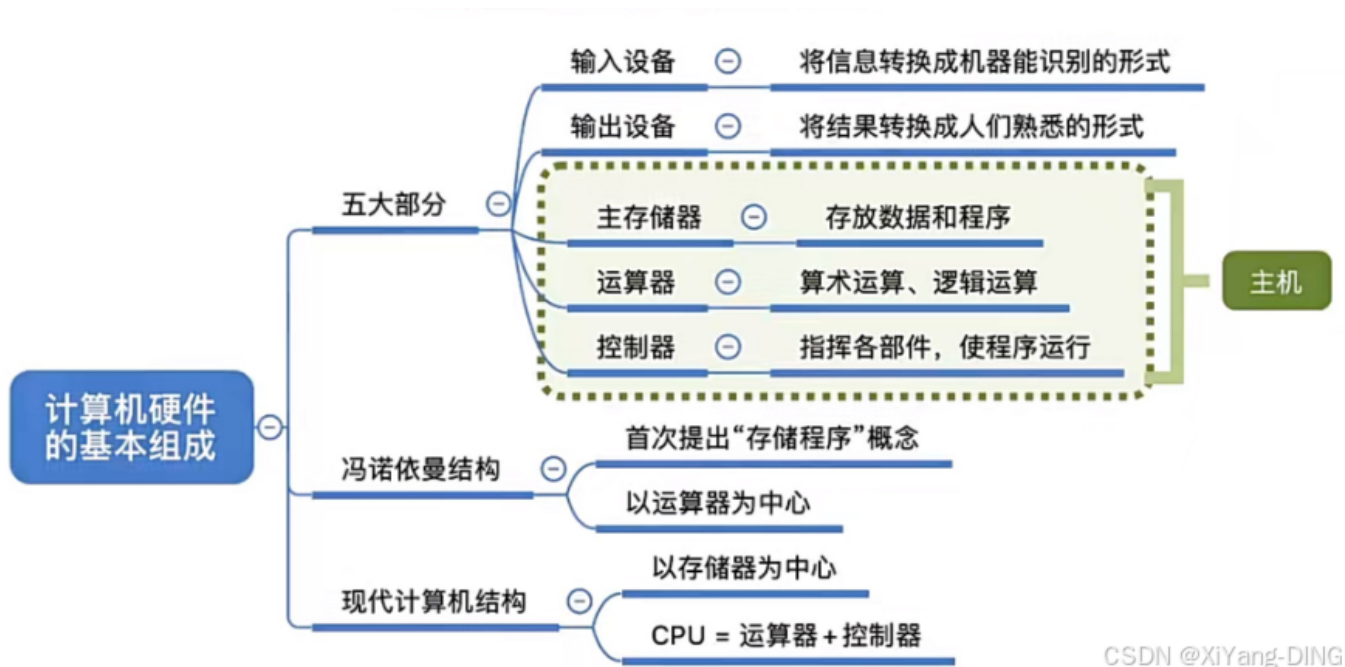 输入设备
将信息转换成机器能识别的形式
输出设备
将结果转换成人们熟悉的形式
五大部分
主存储器
存放数据和程序
运算器
算术运算、逻辑运算
控制器
指挥各部件，使程序运行
主机
计算机硬件
的基本组成
冯诺依曼结构
首次提出“存储程序”概念
以运算器为中心
现代计算机结构
以存储器为中心
CPU = 运算器+控制器
CSDN @XiYang-DING